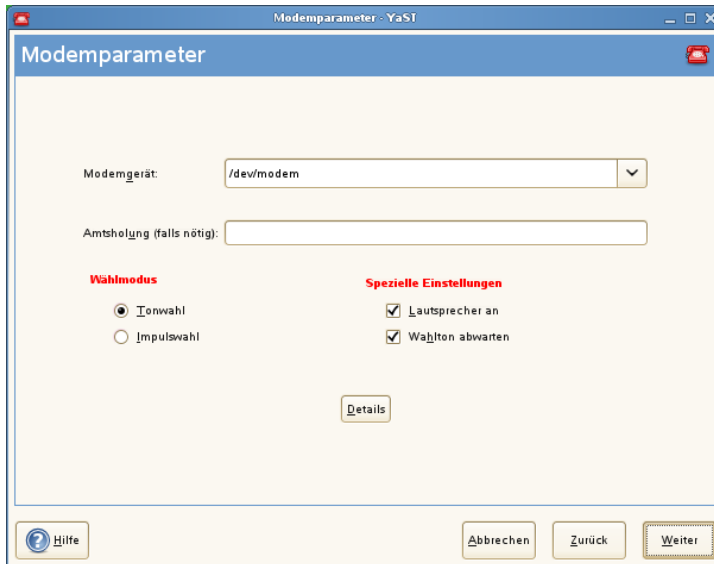 Modemparameter - YaST
Modemparameter
Modemgerät:
/dev/modem
Amtsholung (falls nötig):
Wählmodus
Spezielle Einstellungen
Tonwahl
Lautsprecher an
Impulswahl
Wahlton abwarten
Details
Hilfe
Abbrechen
Zurück
Weiter